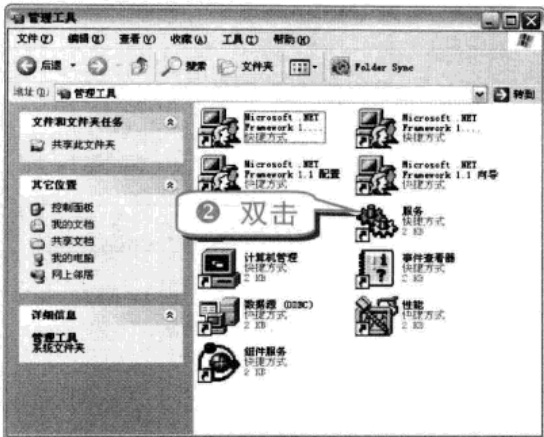 管理工具
文件(F) 编辑(E) 查看(V) 收藏(A) 工具(T) 帮助(H)
后退 搜索 文件夹 Folder Sync
地址(D) 管理工具 转到
文件和文件夹任务
共享此文件夹
其它位置
控制面板
我的文档
共享文档
我的电脑
网上邻居
详细信息
管理工具
系统文件夹
Microsoft .NET
Framework 1....
快捷方式
Microsoft .NET
Framework 1....
快捷方式
Microsoft .NET
Framework 1.1 配置
快捷方式
Microsoft .NET
Framework 1.1 向导
快捷方式
❷ 双击
服务
快捷方式
2 KB
计算机管理
快捷方式
2 KB
事件查看器
快捷方式
2 KB
数据源 (ODBC)
快捷方式
2 KB
性能
快捷方式
2 KB
组件服务
快捷方式
2 KB